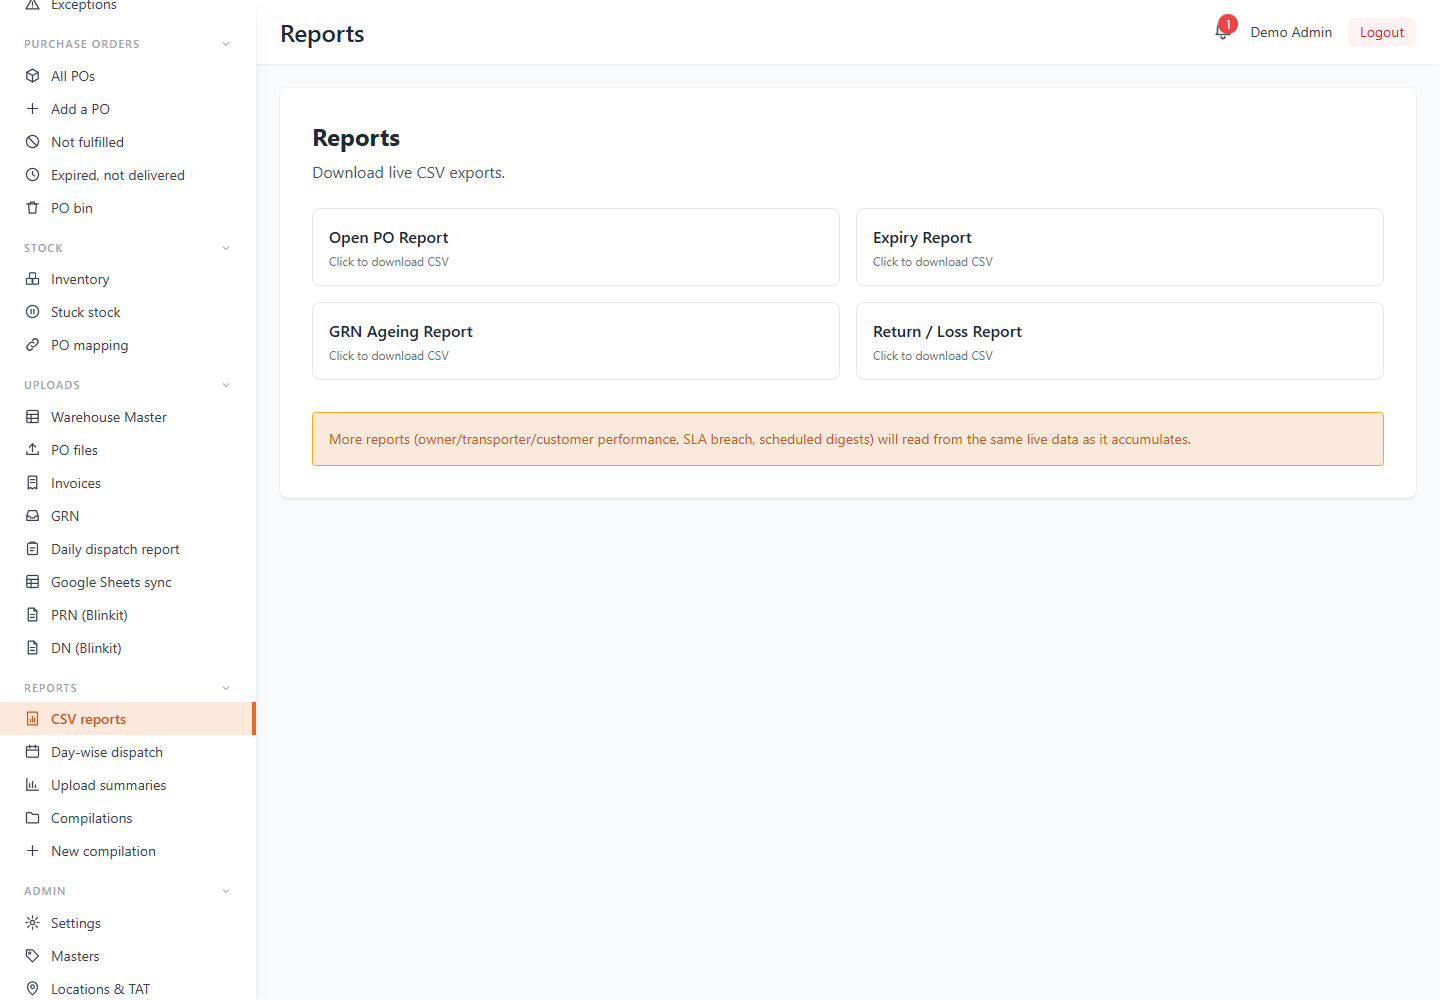 Exceptions
PURCHASE ORDERS
All POs
Add a PO
Not fulfilled
Expired, not delivered
PO bin
STOCK
Inventory
Stuck stock
PO mapping
UPLOADS
Warehouse Master
PO files
Invoices
GRN
Daily dispatch report
Google Sheets sync
PRN (Blinkit)
DN (Blinkit)
REPORTS
CSV reports
Day-wise dispatch
Upload summaries
Compilations
New compilation
ADMIN
Settings
Masters
Locations & TAT
Reports
1
Demo Admin
Logout
Reports
Download live CSV exports.
Open PO Report
Click to download CSV
Expiry Report
Click to download CSV
GRN Ageing Report
Click to download CSV
Return / Loss Report
Click to download CSV
More reports (owner/transporter/customer performance, SLA breach, scheduled digests) will read from the same live data as it accumulates.